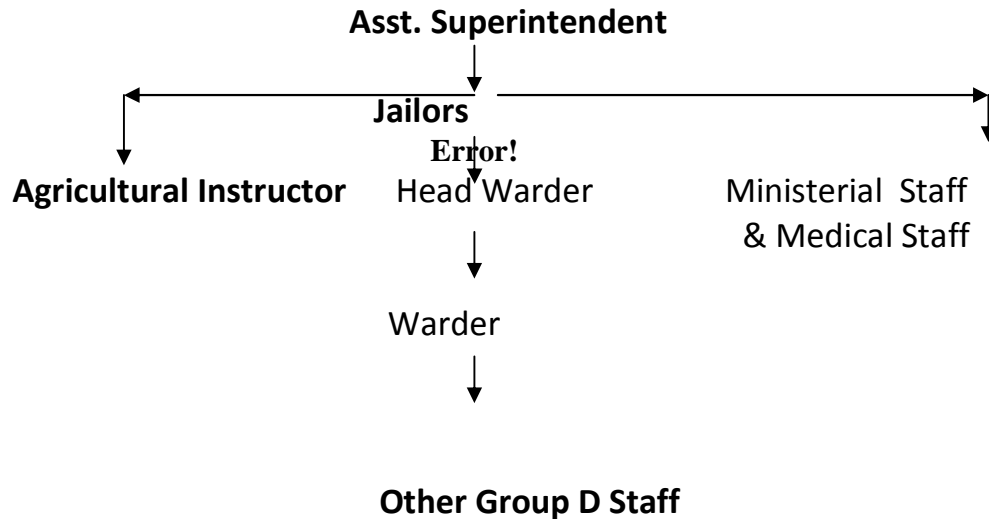 Asst. Superintendent
Jailors
Error!
Agricultural Instructor Head Warder Ministerial Staff
& Medical Staff
Warder
Other Group D Staff